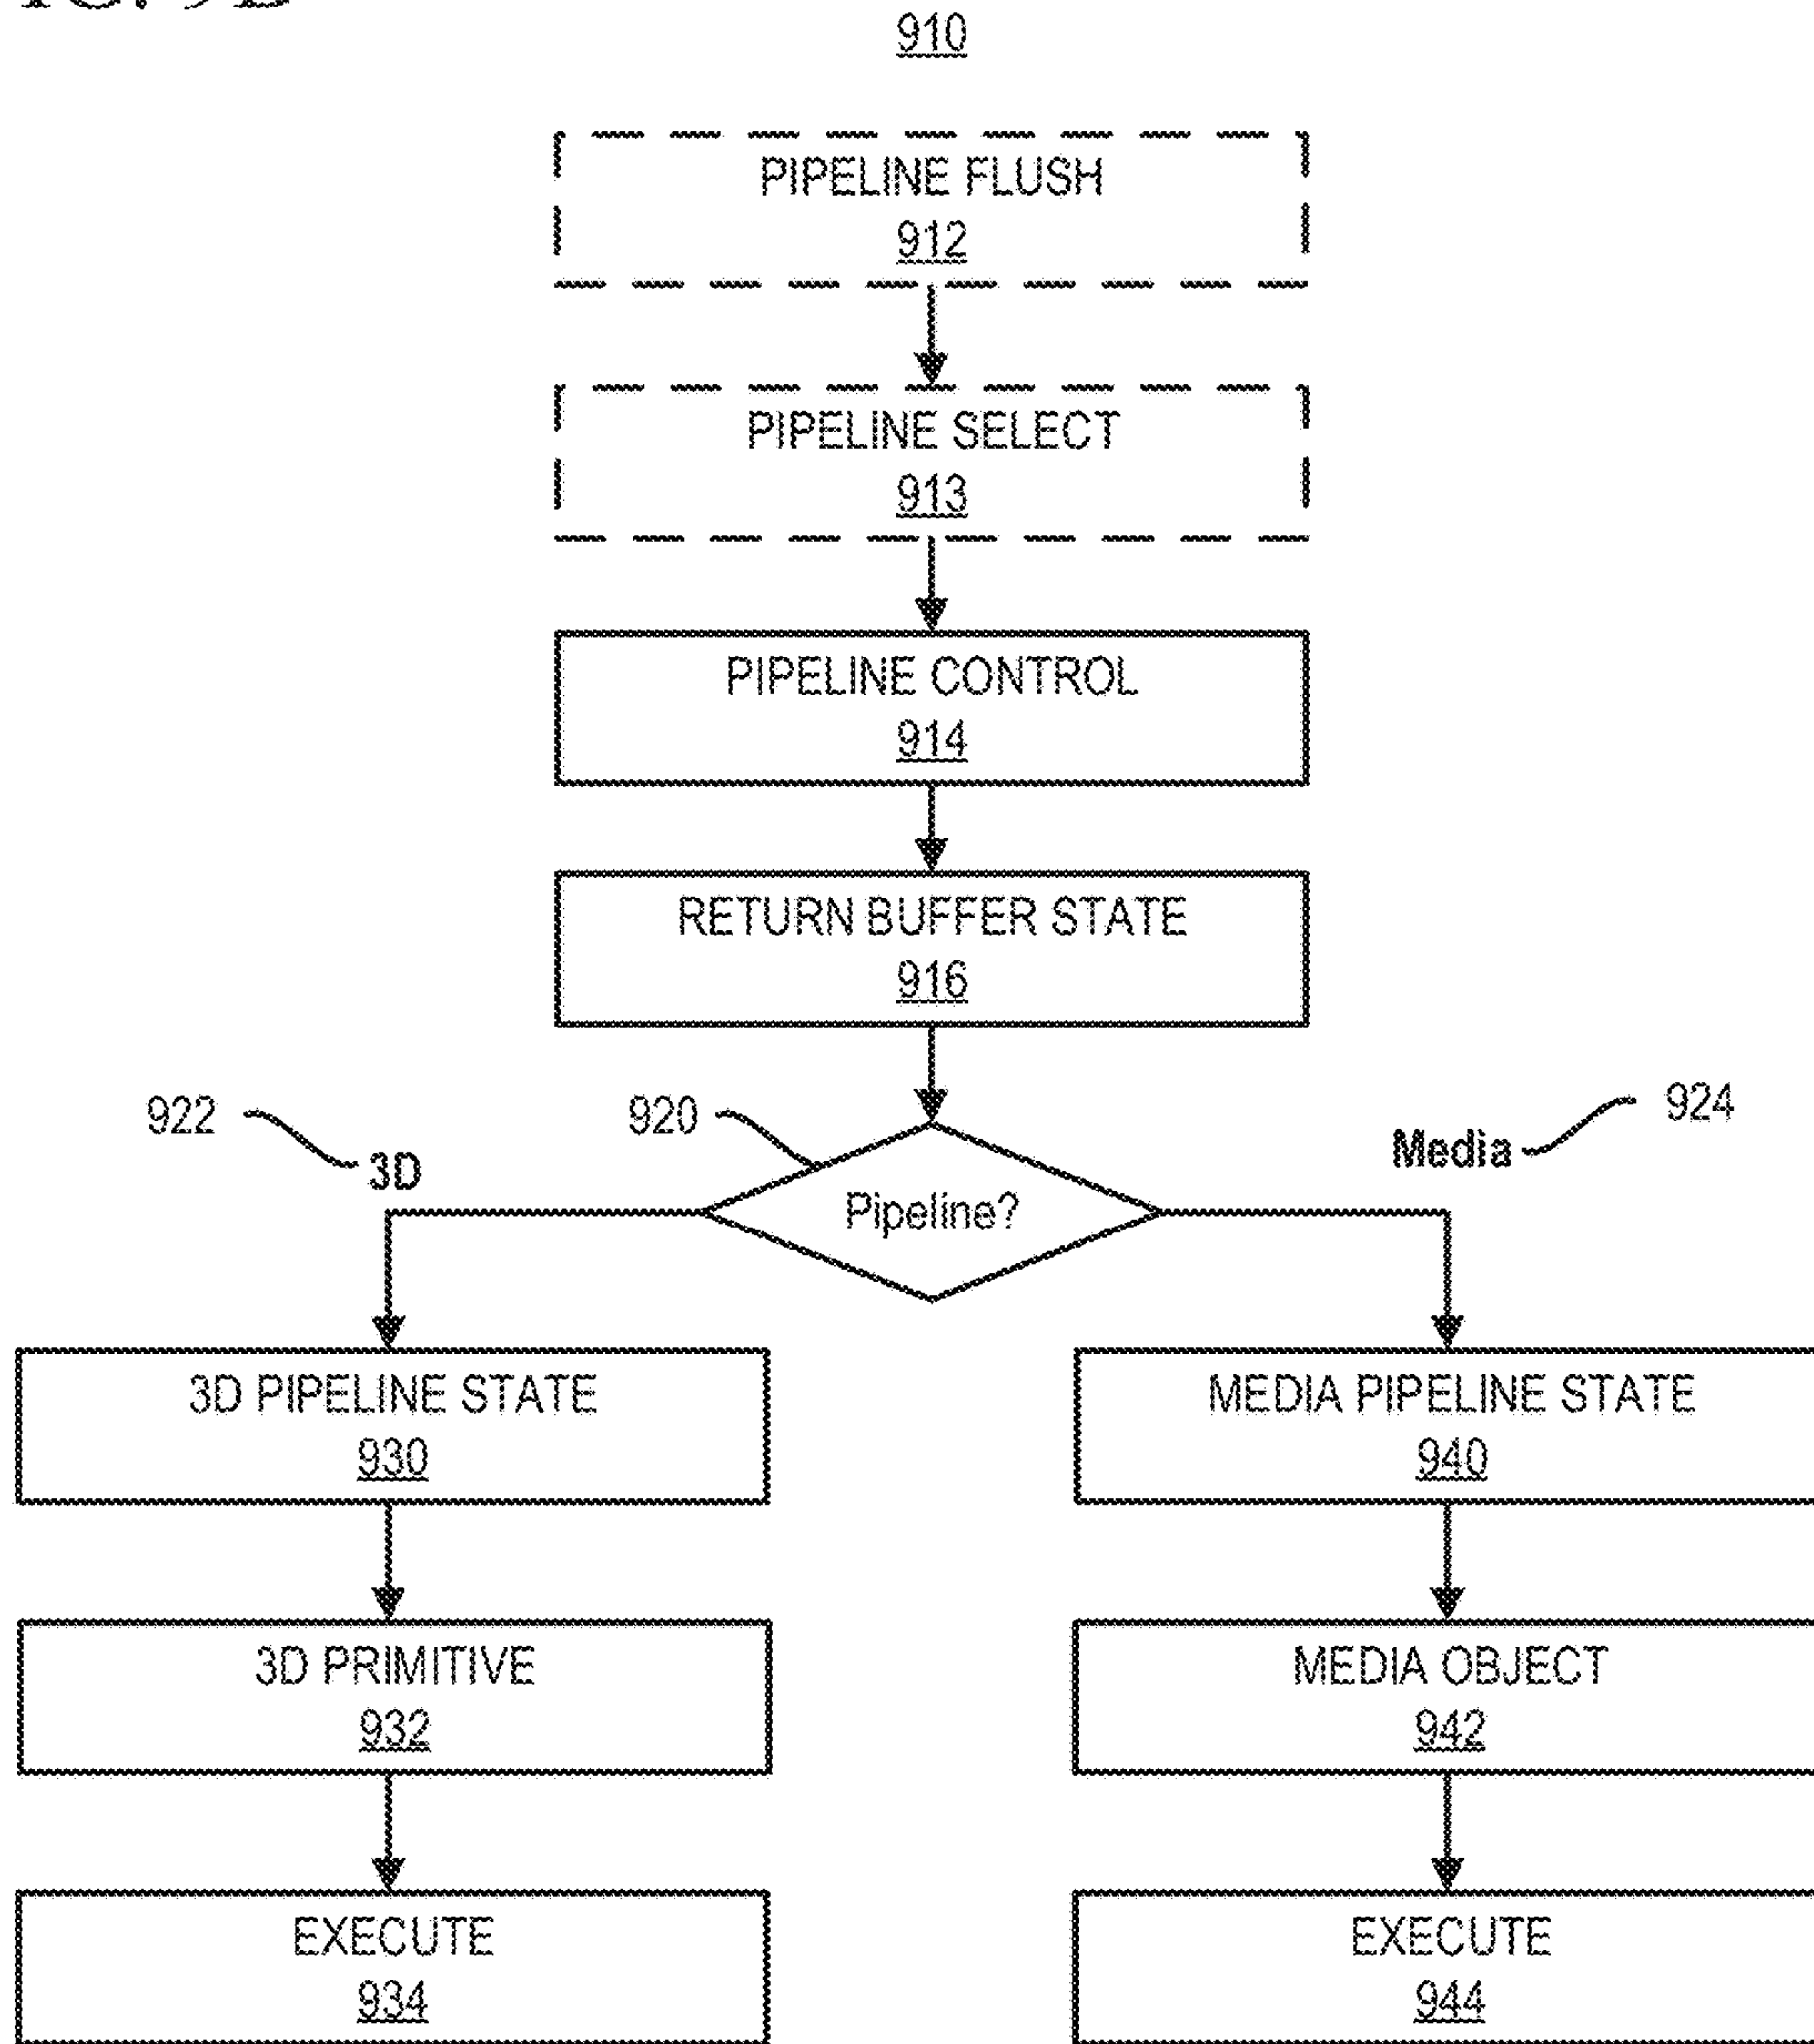 910
PIPELINE FLUSH
912
PIPELINE SELECT
913
PIPELINE CONTROL
914
RETURN BUFFER STATE
916
922
920
924
3D
Media
Pipeline?
3D PIPELINE STATE
930
MEDIA PIPELINE STATE
940
3D PRIMITIVE
932
MEDIA OBJECT
942
EXECUTE
934
EXECUTE
944